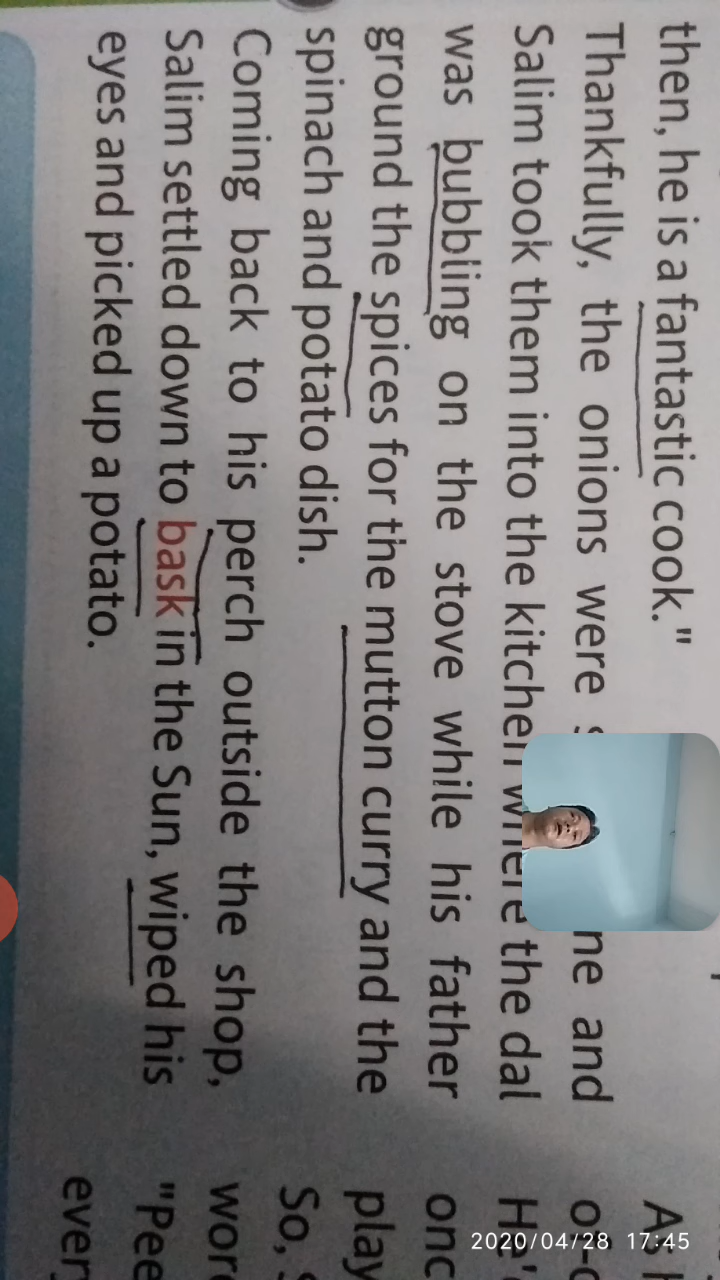 then, he is a fantastic cook."
Thankfully, the onions were and
Salim took them into the kitchen where the dal
was bubbling on the stove while his father
ground the spices for the mutton curry and the
spinach and potato dish.
Coming back to his perch outside the shop,
Salim settled down to bask in the Sun, wiped his
eyes and picked up a potato.
So,
2020/04/28 17:45